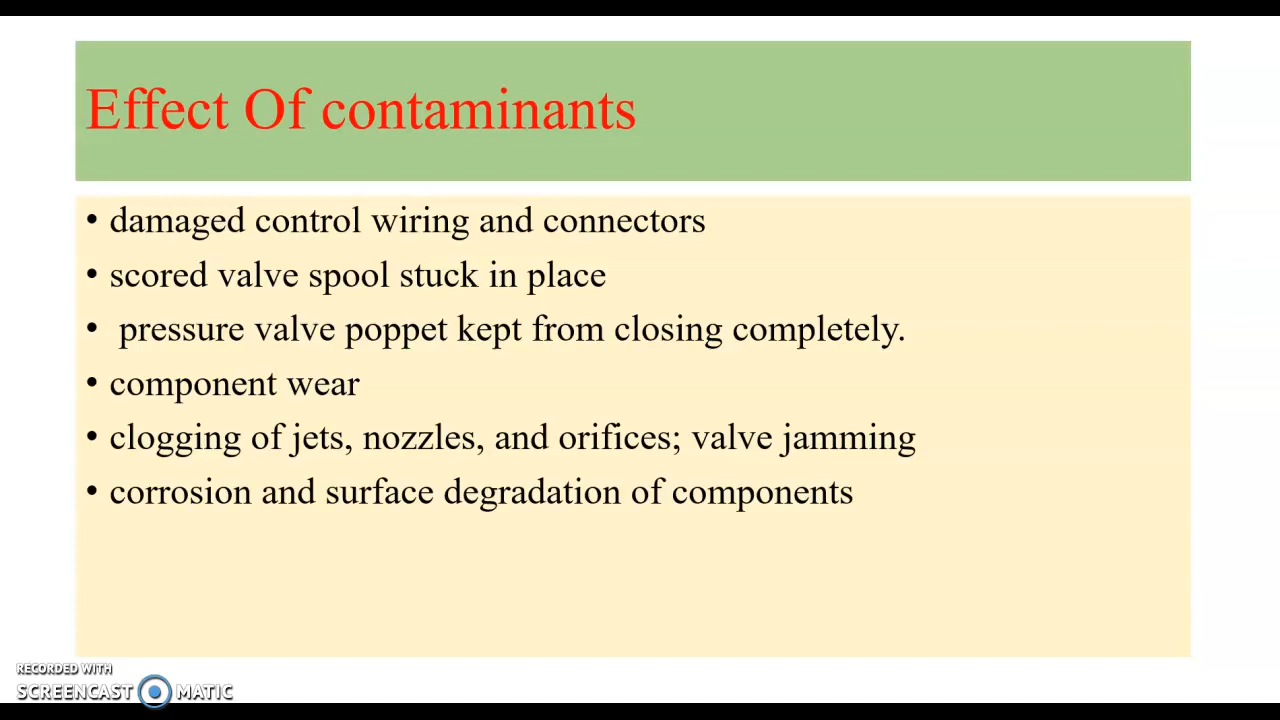 Effect Of contaminants
• damaged control wiring and connectors
• scored valve spool stuck in place
• pressure valve poppet kept from closing completely.
• component wear
• clogging of jets, nozzles, and orifices; valve jamming
• corrosion and surface degradation of components
RECORDED WITH
SCREENCAST MATIC